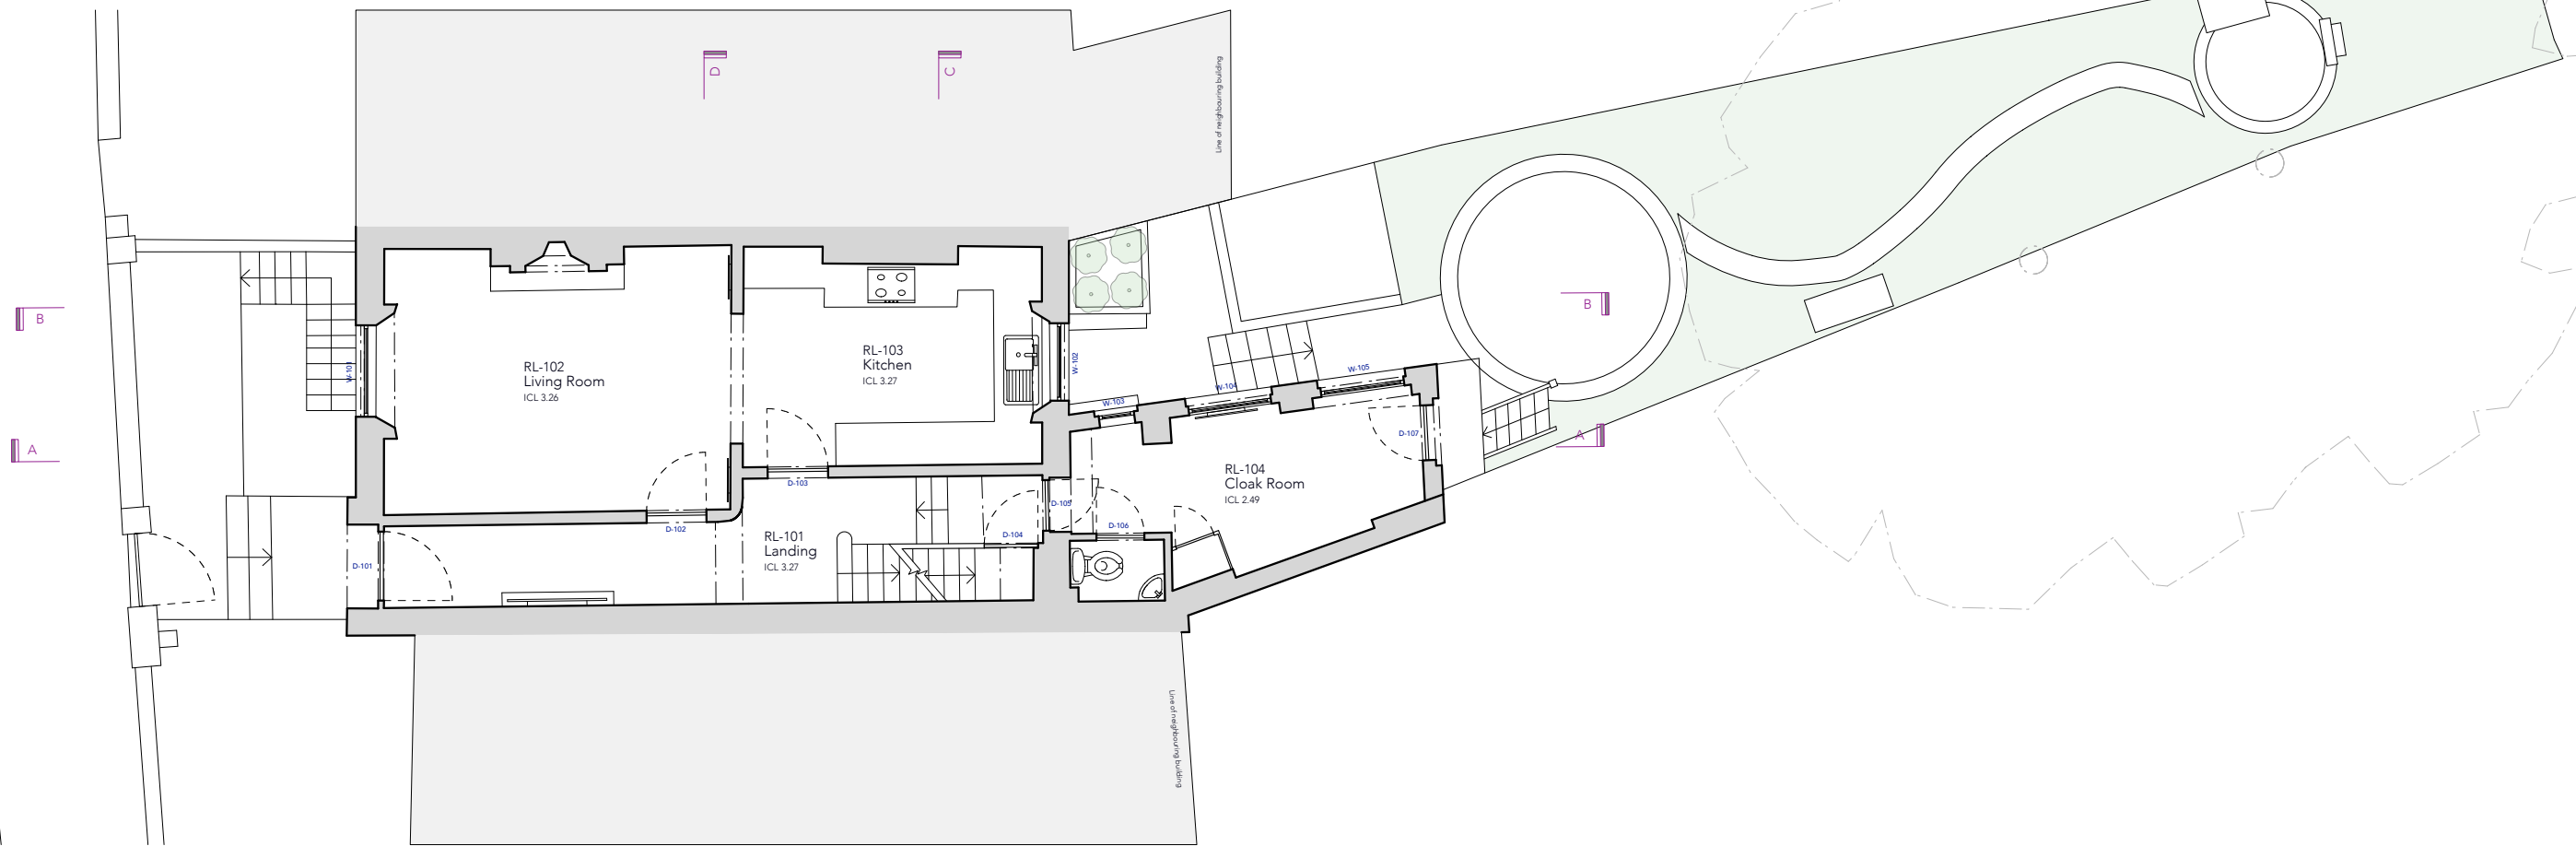 D
C
Line of neighbouring building
B
B
W-101
RL-102
Living Room
ICL 3.26
RL-103
Kitchen
ICL 3.27
W-102
W-103
W-104
W-105
A
A
D-107
RL-104
Cloak Room
ICL 2.49
D-103
D-102
D-105
D-106
D-104
RL-101
Landing
ICL 3.27
D-101
Line of neighbouring building